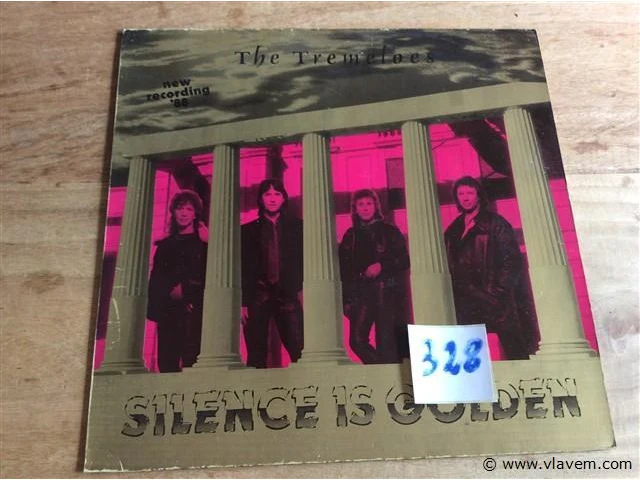 The Tremeloes
new
recording
'88
328
SILENCE IS GOLDEN
© www.vlavem.com